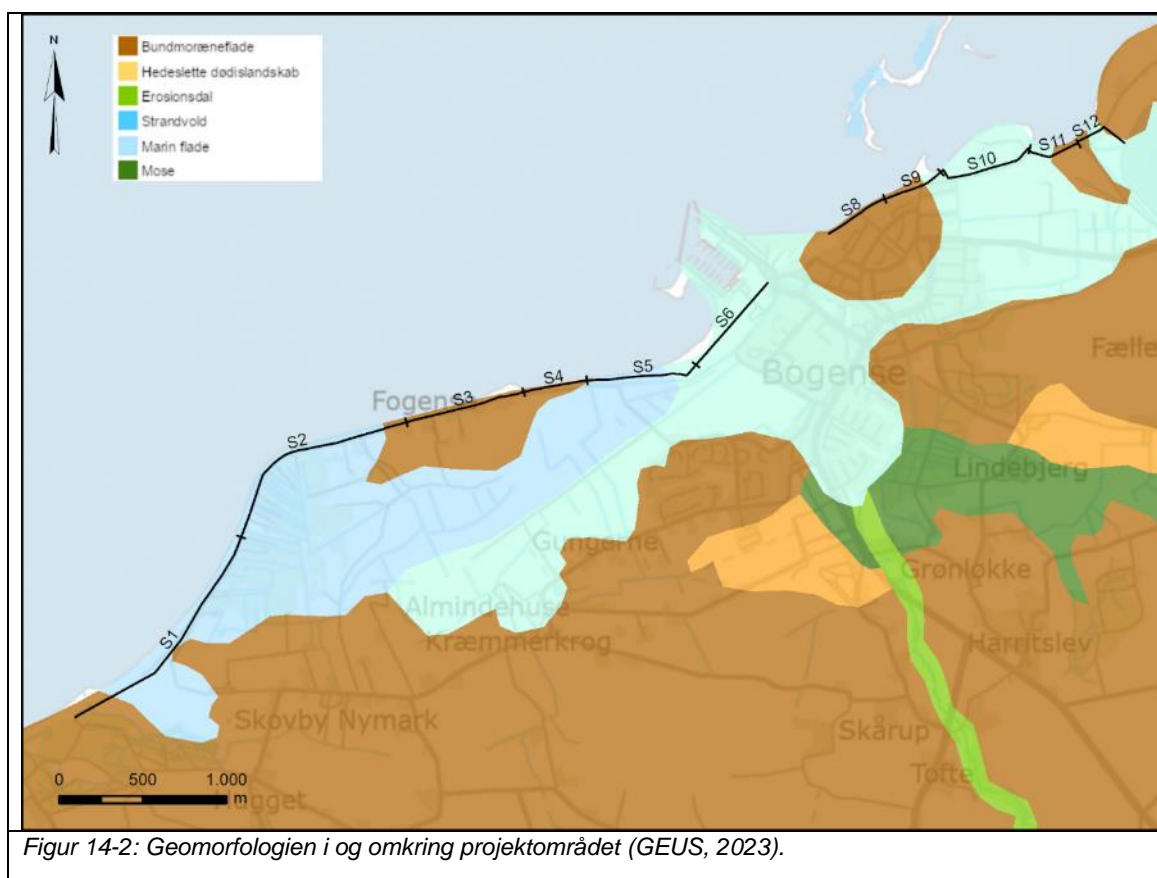 N
Bundmoræneflade
Hedeslette dødislandskab
Erosionsdal
Strandvold
Marin flade
Mose
S12
S11
S10
S9
S8
S6
Fælle
Bogense
S5
S4
S3
Fogens
S2
Lindebjerg
Gungerne
Grønløkke
Almindehuse
Kræmmerkrog
Harritslev
S1
Skovby Nymark
Skårup
Tofte
0 500 1.000
m
Hugget
Figur 14-2: Geomorfologien i og omkring projektområdet (GEUS, 2023).